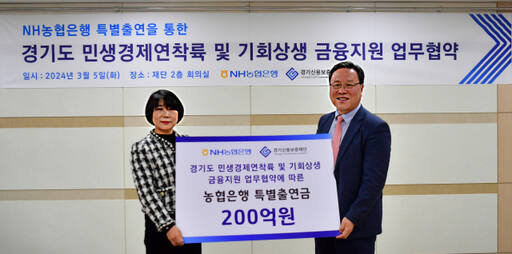 NH농협은행 특별출연을 통한
경기도 민생경제연착륙 및 기회상생 금융지원 업무협약
일시 : 2024년 3월 5일(화) 장소 : 재단 2층 회의실 NH농협은행 경기신용보증
NH농협은행 경기신용보증재단
경기도 민생경제연착륙 및 기회상생
금융지원 업무협약에 따른
농협은행 특별출연금
200억원